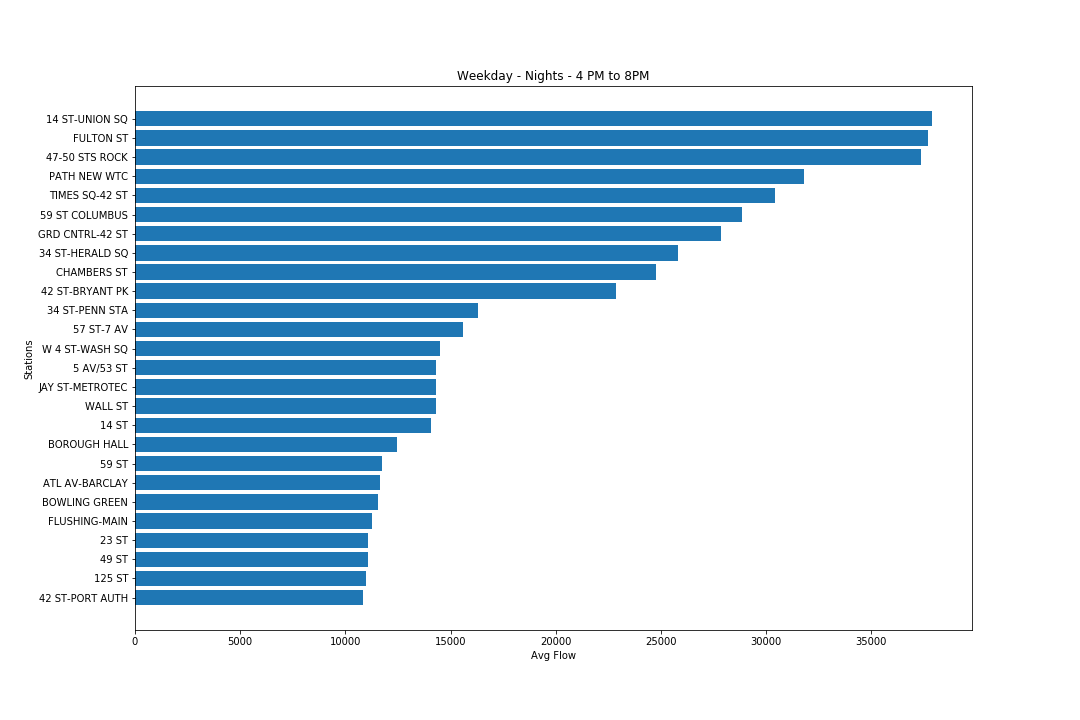 Weekday - Nights - 4 PM to 8PM
14 ST-UNION SQ
FULTON ST
47-50 STS ROCK
PATH NEW WTC
TIMES SQ-42 ST
59 ST COLUMBUS
GRD CNTRL-42 ST
34 ST-HERALD SQ
CHAMBERS ST
42 ST-BRYANT PK
34 ST-PENN STA
57 ST-7 AV
W 4 ST-WASH SQ
5 AV/53 ST
JAY ST-METROTEC
WALL ST
14 ST
BOROUGH HALL
59 ST
ATL AV-BARCLAY
BOWLING GREEN
FLUSHING-MAIN
23 ST
49 ST
125 ST
42 ST-PORT AUTH
Stations
0 5000 10000 15000 20000 25000 30000 35000
Avg Flow